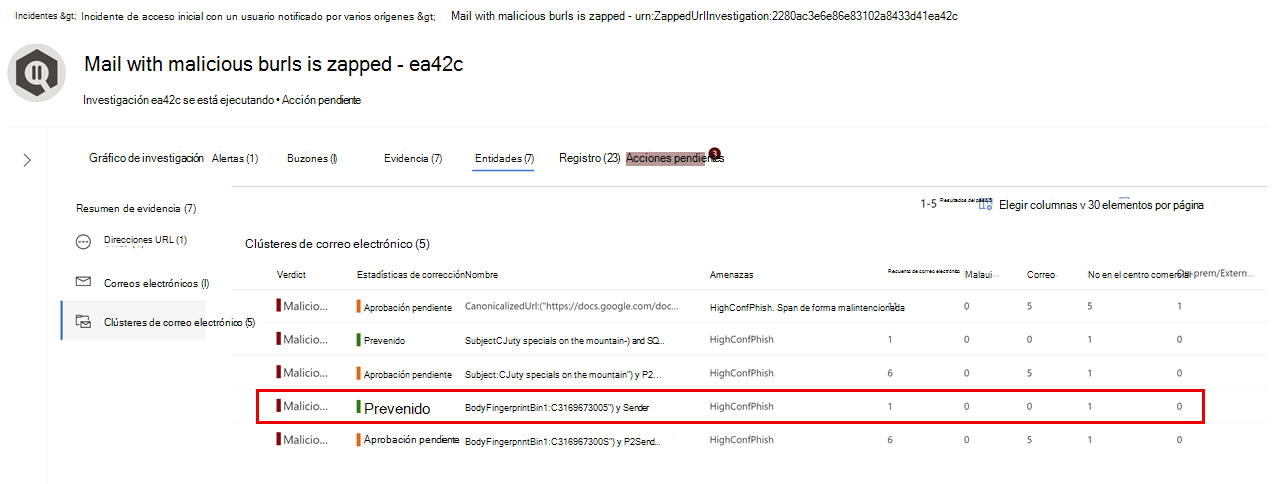 Incidentes &gt; Incidente de acceso inicial con un usuario notificado por varios orígenes &gt; Mail with malicious burls is zapped - urn:ZappedUrlInvestigation:2280ac3e6e86e83102a8433d41ea42c
Mail with malicious burls is zapped - ea42c
Investigación ea42c se está ejecutando • Acción pendiente
Gráfico de investigación Alertas (1) Buzones (l) Evidencia (7) Entidades (7) Registro (23) Acciones pendientes 3
Resumen de evidencia (7)
1-5 Elegir columnas v 30 elementos por página
Direcciones URL (1)
Correos electrónicos (l)
Clústeres de correo electrónico (5)
Clústeres de correo electrónico (5)
Verdict Estadísticas de corrección Nombre Amenazas Recuento de correo electrónico Malaui... Correo No en el centro comercial On-prem/Extern...
Malicio... Aprobación pendiente CanonicalizedUrl:("https://docs.google.com/doc... HighConfPhish. Span de forma malintencionada 11 0 5 5 1
Malicio... Prevenido SubjectCJuty specials on the mountain-) and SQ... HighConfPhish 1 0 0 1 0
Malicio... Aprobación pendiente Subject:CJuty specials on the mountain") y P2... HighConfPhish 6 0 5 1 0
Malicio... Prevenido BodyFingerprintBin1:C3169673005") y Sender HighConfPhish 1 0 0 1 0
Malicio... Aprobación pendiente BodyFingerpnntBin1:C316967300S") y P2Send... HighConfPhish 6 0 5 1 0